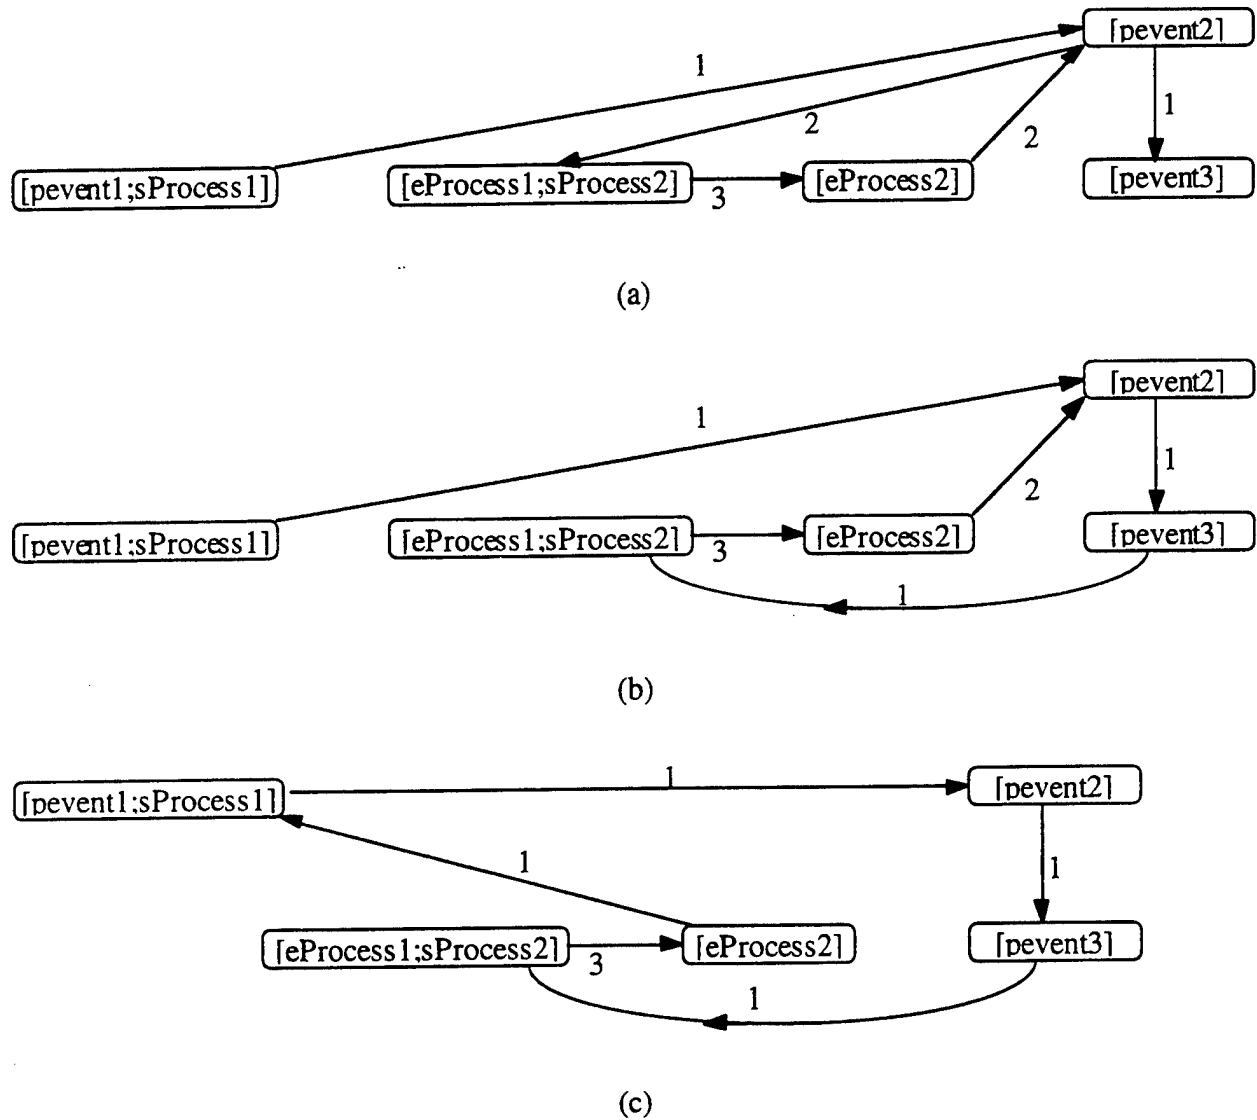 [pevent2]
1
2
2
1
[pevent1;sProcess1]
[eProcess1;sProcess2]
3
[eProcess2]
[pevent3]
(a)
[pevent2]
1
2
1
[pevent1;sProcess1]
[eProcess1;sProcess2]
3
[eProcess2]
[pevent3]
1
(b)
[pevent1;sProcess1]
1
[pevent2]
1
1
[eProcess1;sProcess2]
3
[eProcess2]
[pevent3]
1
(c)